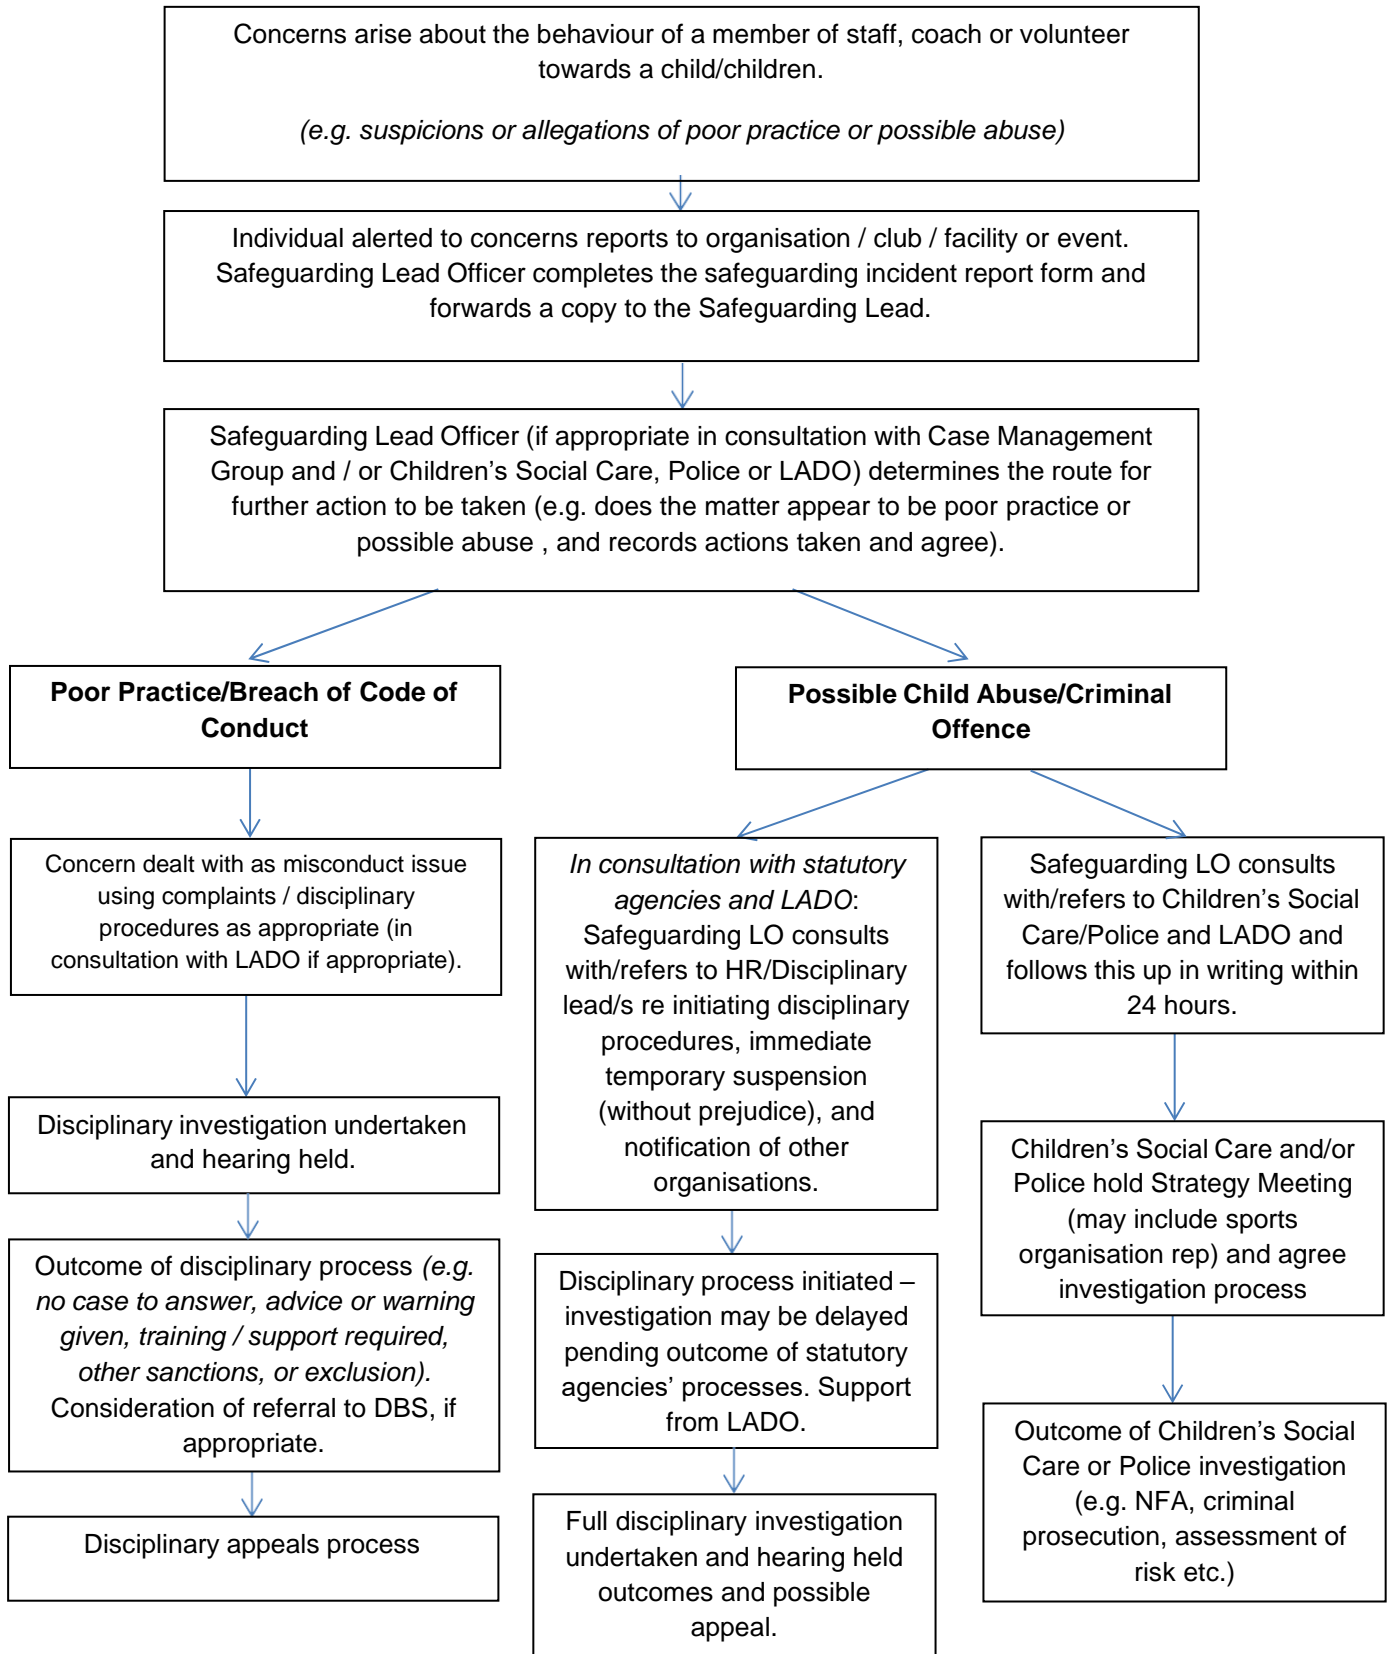 Concerns arise about the behaviour of a member of staff, coach or volunteer
towards a child/children.
(e.g. suspicions or allegations of poor practice or possible abuse)
Individual alerted to concerns reports to organisation / club / facility or event.
Safeguarding Lead Officer completes the safeguarding incident report form and
forwards a copy to the Safeguarding Lead.
Safeguarding Lead Officer (if appropriate in consultation with Case Management
Group and / or Children’s Social Care, Police or LADO) determines the route for
further action to be taken (e.g. does the matter appear to be poor practice or
possible abuse , and records actions taken and agree).
Poor Practice/Breach of Code of
Conduct
Concern dealt with as misconduct issue
using complaints / disciplinary
procedures as appropriate (in
consultation with LADO if appropriate).
Disciplinary investigation undertaken
and hearing held.
Outcome of disciplinary process (e.g.
no case to answer, advice or warning
given, training / support required,
other sanctions, or exclusion).
Consideration of referral to DBS, if
appropriate.
Disciplinary appeals process
Possible Child Abuse/Criminal
Offence
In consultation with statutory
agencies and LADO:
Safeguarding LO consults
with/refers to HR/Disciplinary
lead/s re initiating disciplinary
procedures, immediate
temporary suspension
(without prejudice), and
notification of other
organisations.
Disciplinary process initiated –
investigation may be delayed
pending outcome of statutory
agencies’ processes. Support
from LADO.
Full disciplinary investigation
undertaken and hearing held
outcomes and possible
appeal.
Safeguarding LO consults
with/refers to Children’s Social
Care/Police and LADO and
follows this up in writing within
24 hours.
Children’s Social Care and/or
Police hold Strategy Meeting
(may include sports
organisation rep) and agree
investigation process
Outcome of Children’s Social
Care or Police investigation
(e.g. NFA, criminal
prosecution, assessment of
risk etc.)